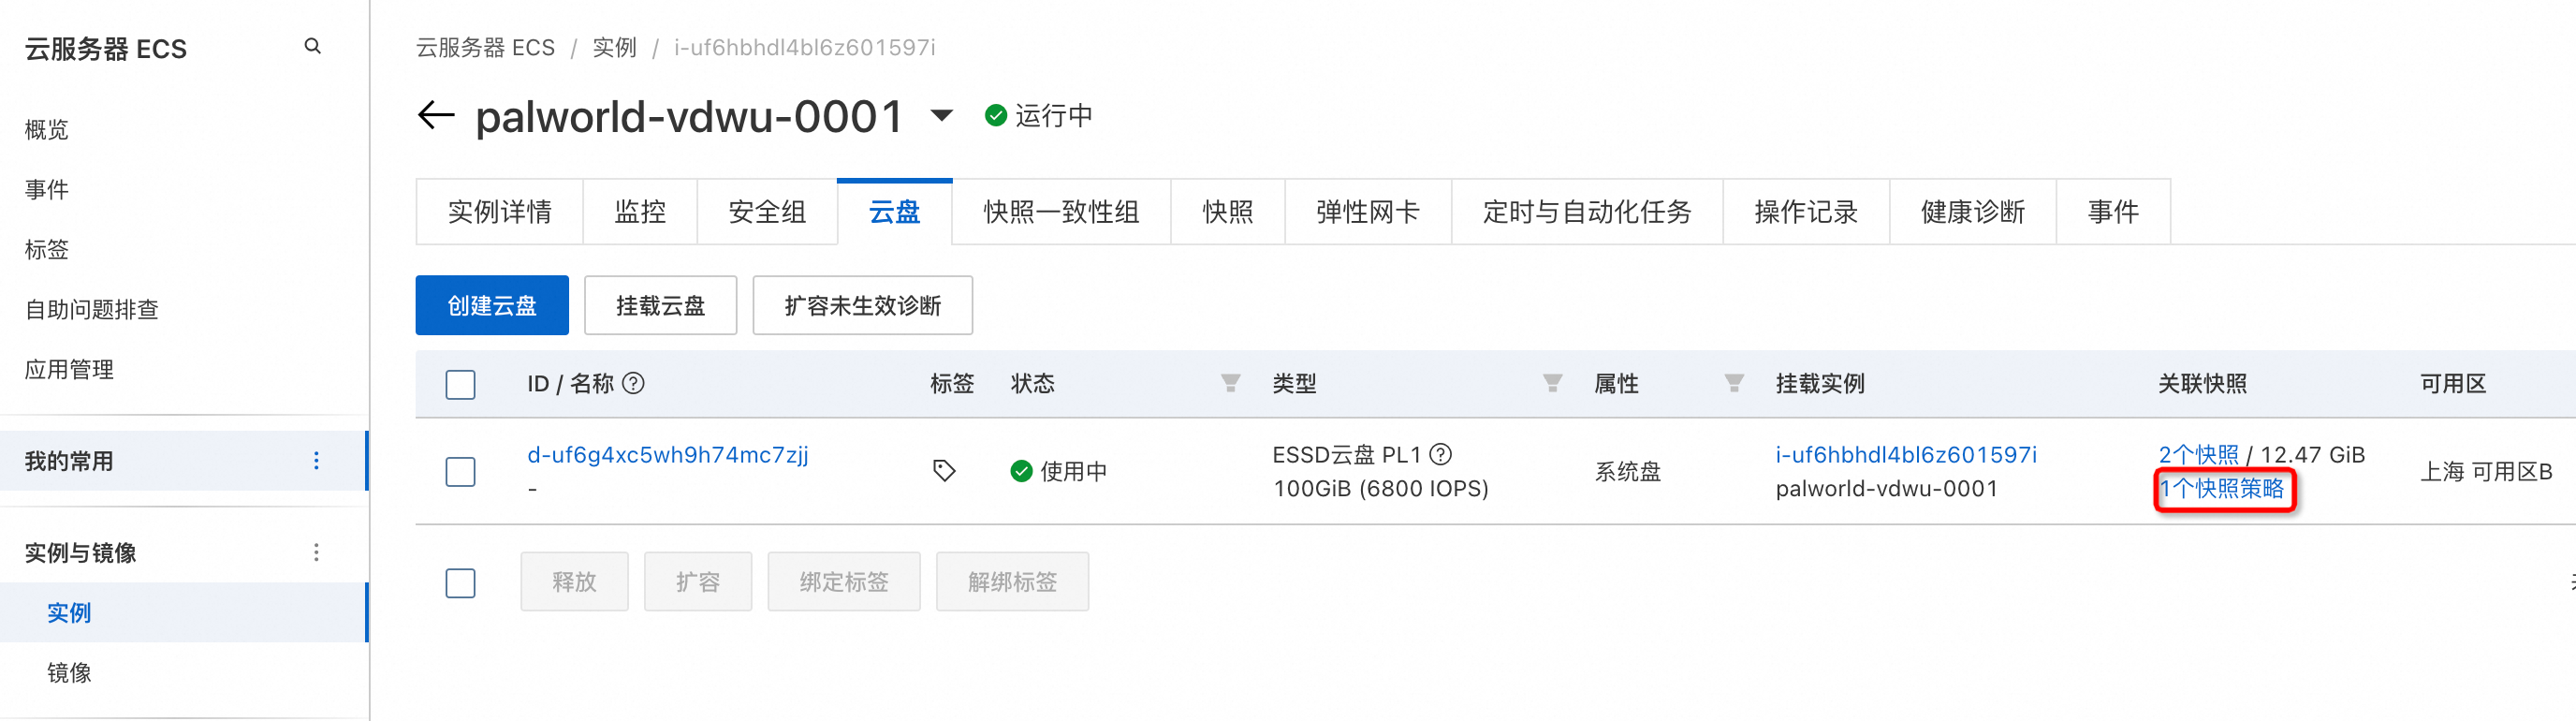 云服务器 ECS
概览
事件
标签
自助问题排查
应用管理
我的常用
实例与镜像
实例
镜像
云服务器 ECS / 实例 / i-uf6hbhdl4bl6z601597i
palworld-vdwu-0001 运行中
实例详情 监控 安全组 云盘 快照一致性组 快照 弹性网卡 定时与自动化任务 操作记录 健康诊断 事件
创建云盘 挂载云盘 扩容未生效诊断
ID / 名称 标签 状态 类型 属性 挂载实例 关联快照 可用区
d-uf6g4xc5wh9h74mc7zjj
-
使用中
ESSD云盘 PL1
100GiB (6800 IOPS)
系统盘
i-uf6hbhdl4bl6z601597i
palworld-vdwu-0001
2个快照 / 12.47 GiB
1个快照策略
上海 可用区B
释放 扩容 绑定标签 解绑标签